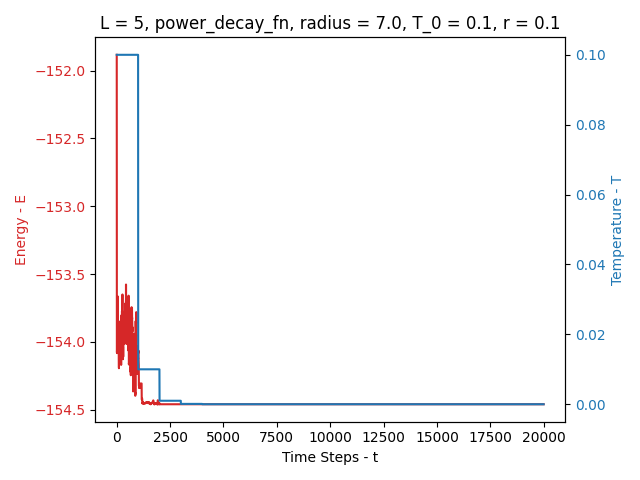 L = 5, power_decay_fn, radius = 7.0, T_0 = 0.1, r = 0.1
Energy - E
−152.0
−152.5
−153.0
−153.5
−154.0
−154.5
0.10
0.08
0.06
0.04
0.02
0.00
Temperature - T
0 2500 5000 7500 10000 12500 15000 17500 20000
Time Steps - t